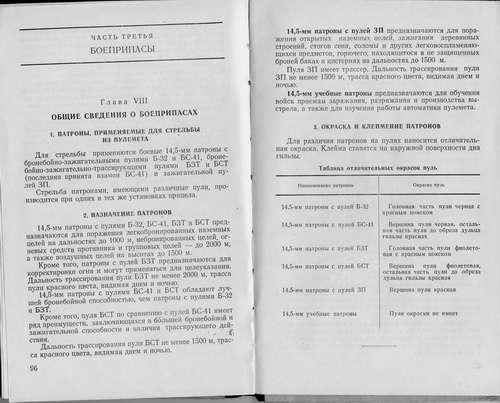 ЧАСТЬ ТРЕТЬЯ
БОЕПРИПАСЫ
Глава VIII
ОБЩИЕ СВЕДЕНИЯ О БОЕПРИПАСАХ
1. ПАТРОНЫ, ПРИМЕНЯЕМЫЕ ДЛЯ СТРЕЛЬБЫ
ИЗ ПУЛЕМЕТА
Для стрельбы применяются боевые 14,5-мм патроны с
бронебойно-зажигательными пулями Б-32 и БС-41, броне-
бойно-зажигательно-трассирующими пулями БЗТ и БСТ
(последняя принята взамен БС-41) и зажигательной пу-
лей ЗП.
Стрельба патронами, имеющими различные пули, про-
изводится при одних и тех же установках прицела.
2. НАЗНАЧЕНИЕ ПАТРОНОВ
14,5-мм патроны с пулями Б-32, БС-41, БЗТ и БСТ пред-
назначаются для поражения легкобронированных наземных
целей на дальностях до 1000 м, небронированных целей, ог-
невых средств противника и групповых целей — до 2000 м,
а также воздушных целей на высотах до 1500 м.
Кроме того, патроны с пулей БЗТ предназначаются для
корректировки огня и могут применяться для целеуказания.
Дальность трассирования пули БЗТ не менее 2000 м, трасса
пули красного цвета, видимая днем и ночью.
14,5-мм патроны с пулями БС-41 и БСТ обладают луч-
шей бронебойной способностью, чем патроны с пулями Б-32
и БЗТ.
Кроме того, пуля БСТ по сравнению с пулей БС-41 имеет
ряд преимуществ, заключающихся в большей бронебойной и
зажигательной способности и наличии трассирующего дей-
ствия.
Дальность трассирования пули БСТ не менее 1500 м, трас-
са красного цвета, видимая днем и ночью.
96
14,5-мм патроны с пулей ЗП предназначаются для пора-
жения открытых наземных целей, зажигания деревянных
строений, стогов сена, соломы и других легковоспламеняю-
щихся предметов, горючего, находящегося в не защищенных
броней баках и цистернах на дальностях до 1500 м.
Пуля ЗП имеет трассер. Дальность трассирования пули
ЗП не менее 1500 м, трасса красного цвета, видимая днем и
ночью.
14,5-мм учебные патроны предназначаются для обучения
войск приемам заряжания, разряжания и производства вы-
стрела, а также для изучения работы автоматики пулемета.
3. ОКРАСКА И КЛЕЙМЕНИЕ ПАТРОНОВ
Для различия патроны на пулях наносится отличитель-
ная окраска. Клейма ставятся на наружной поверхности дна
гильзы.
Таблица отличительных окрасок пуль
Наименование патронов
Окраска пуль
14,5-мм патроны с пулей Б-32
Головная часть пули черная с
красным пояском
14,5-мм патроны с пулей БС-41
Вершина пули черная, осталь-
ная часть пули до обреза дульца
гильзы красная
14,5-мм патроны с пулей БЗТ
Головная часть пули фиолето-
вая с красным пояском
14,5-мм патроны с пулей БСТ
Вершина пули фиолетовая,
остальная часть пули до обреза
дульца гильзы красная
14,5-мм патроны с пулей ЗП
Вершина пули красная
14,5-мм учебные патроны
Пуля окраски не имеет